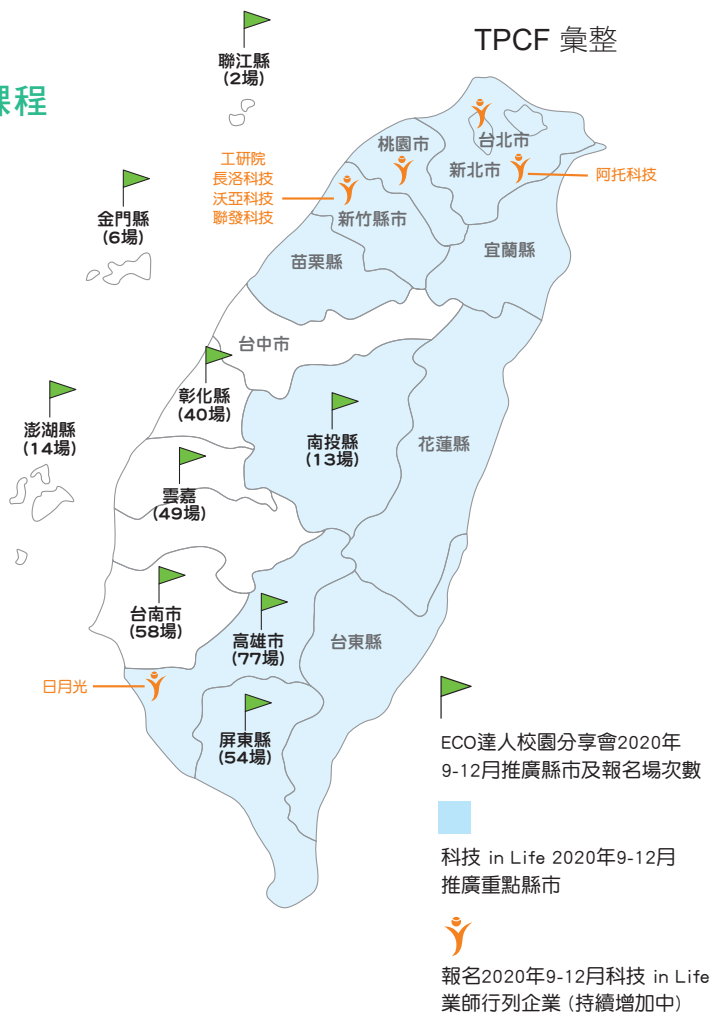 TPCF 彙整
課程
聯江縣
(2場)
台北市
桃園市
新北市
阿托科技
工研院
長洛科技
沃亞科技
聯發科技
新竹縣市
金門縣
(6場)
苗栗縣
宜蘭縣
台中市
彰化縣
(40場)
澎湖縣
(14場)
南投縣
(13場)
花蓮縣
雲嘉
(49場)
台南市
(58場)
高雄市
(77場)
台東縣
日月光
屏東縣
(54場)
ECO達人校園分享會2020年
9-12月推廣縣市及報名場次數
科技 in Life 2020年9-12月
推廣重點縣市
報名2020年9-12月科技 in Life
業師行列企業 (持續增加中)